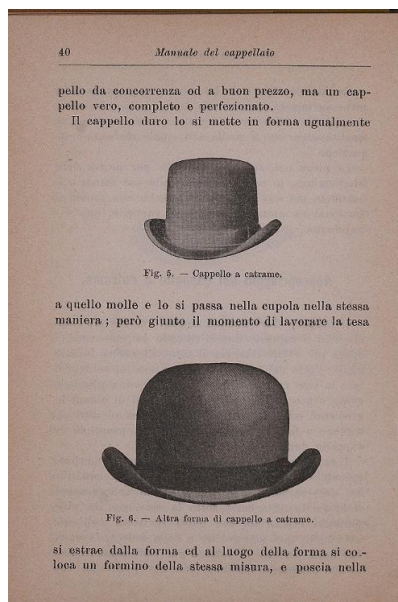 40
Manuale del cappellaio
pello da concorrenza od a buon prezzo, ma un cap-
pello vero, completo e perfezionato.
Il cappello duro lo si mette in forma ugualmente
Fig. 5. — Cappello a catrame.
a quello molle e lo si passa nella cupola nella stessa
maniera ; però giunto il momento di lavorare la tesa
Fig. 6. — Altra forma di cappello a catrame.
si estrae dalla forma ed al luogo della forma si co.-
loca un formino della stessa misura, e poscia nella